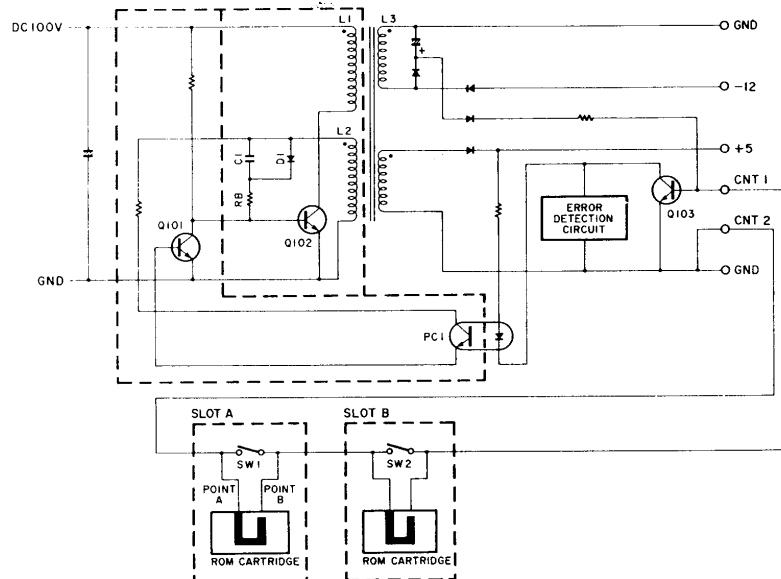 DC100V
L1
L3
GND
+
-12
L2
+5
C1
D1
CNT 1
R8
Q101
Q102
ERROR
DETECTION
CIRCUIT
Q103
CNT 2
GND
GND
PC1
SLOT A
SLOT B
SW1
SW2
POINT
A
POINT
B
ROM CARTRIDGE
ROM CARTRIDGE